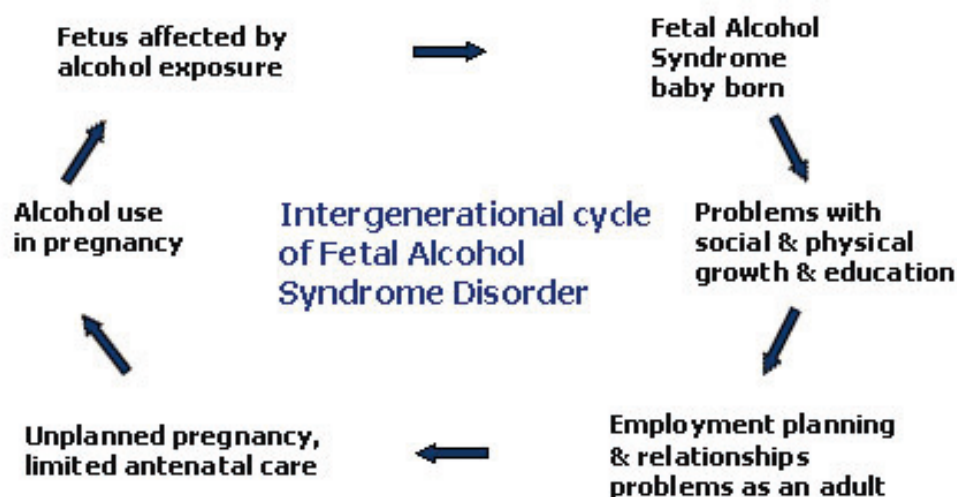 Fetus affected by
alcohol exposure
Fetal Alcohol
Syndrome
baby born
Alcohol use
in pregnancy
Intergenerational cycle
of Fetal Alcohol
Syndrome Disorder
Problems with
social & physical
growth & education
Unplanned pregnancy,
limited antenatal care
Employment planning
& relationships
problems as an adult